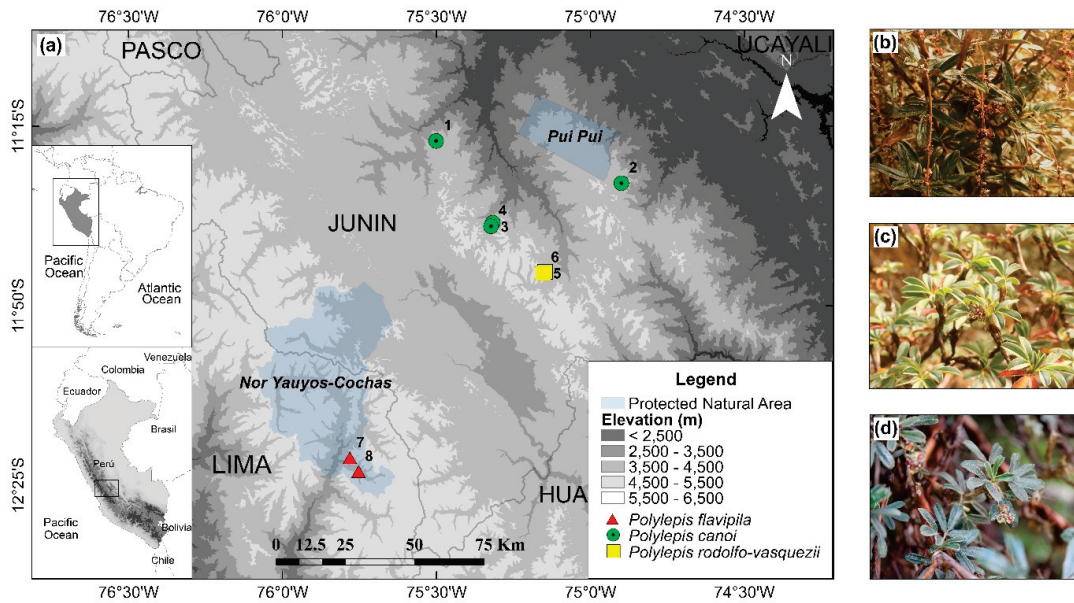 76°30'W
76°0'W
75°30'W
75°0'W
74°30'W
(a)
PASCO
UCAYALI
N
11°15'S
1
Pui Pui
2
4
3
JUNIN
6
5
11°50'S
Nor Yauyos-Cochas
7
8
LIMA
12°25'S
HUA
Pacific
Ocean
Atlantic
Ocean
Venezuela
Colombia
Ecuador
Brasil
Perú
Pacific
Ocean
Bolivia
Chile
0 12.5 25 50 75 Km
Legend
Protected Natural Area
Elevation (m)
< 2,500
2,500 - 3,500
3,500 - 4,500
4,500 - 5,500
5,500 - 6,500
Polylepis flavipila
Polylepis canoi
Polylepis rodolfo-vasquezii
76°30'W
76°0'W
75°30'W
75°0'W
74°30'W
(b)
(c)
(d)